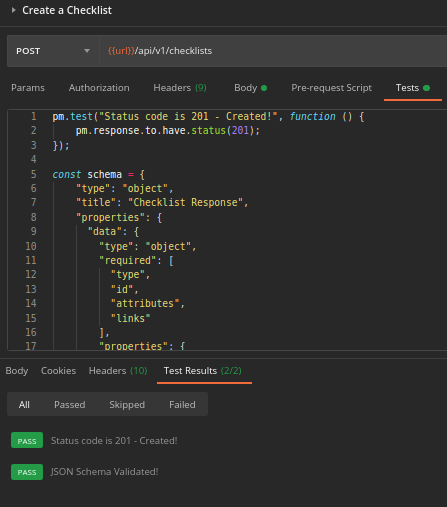 Create a Checklist
POST {{url}}/api/v1/checklists
Params Authorization Headers (9) Body Pre-request Script Tests
1 pm.test("Status code is 201 - Created!", function () {
2 pm.response.to.have.status(201);
3 });
4
5 const schema = {
6 "type": "object",
7 "title": "Checklist Response",
8 "properties": {
9 "data": {
10 "type": "object",
11 "required": [
12 "type",
13 "id",
14 "attributes",
15 "links"
16 ],
17 "properties": {
Body Cookies Headers (10) Test Results (2/2)
All Passed Skipped Failed
PASS Status code is 201 - Created!
PASS JSON Schema Validated!